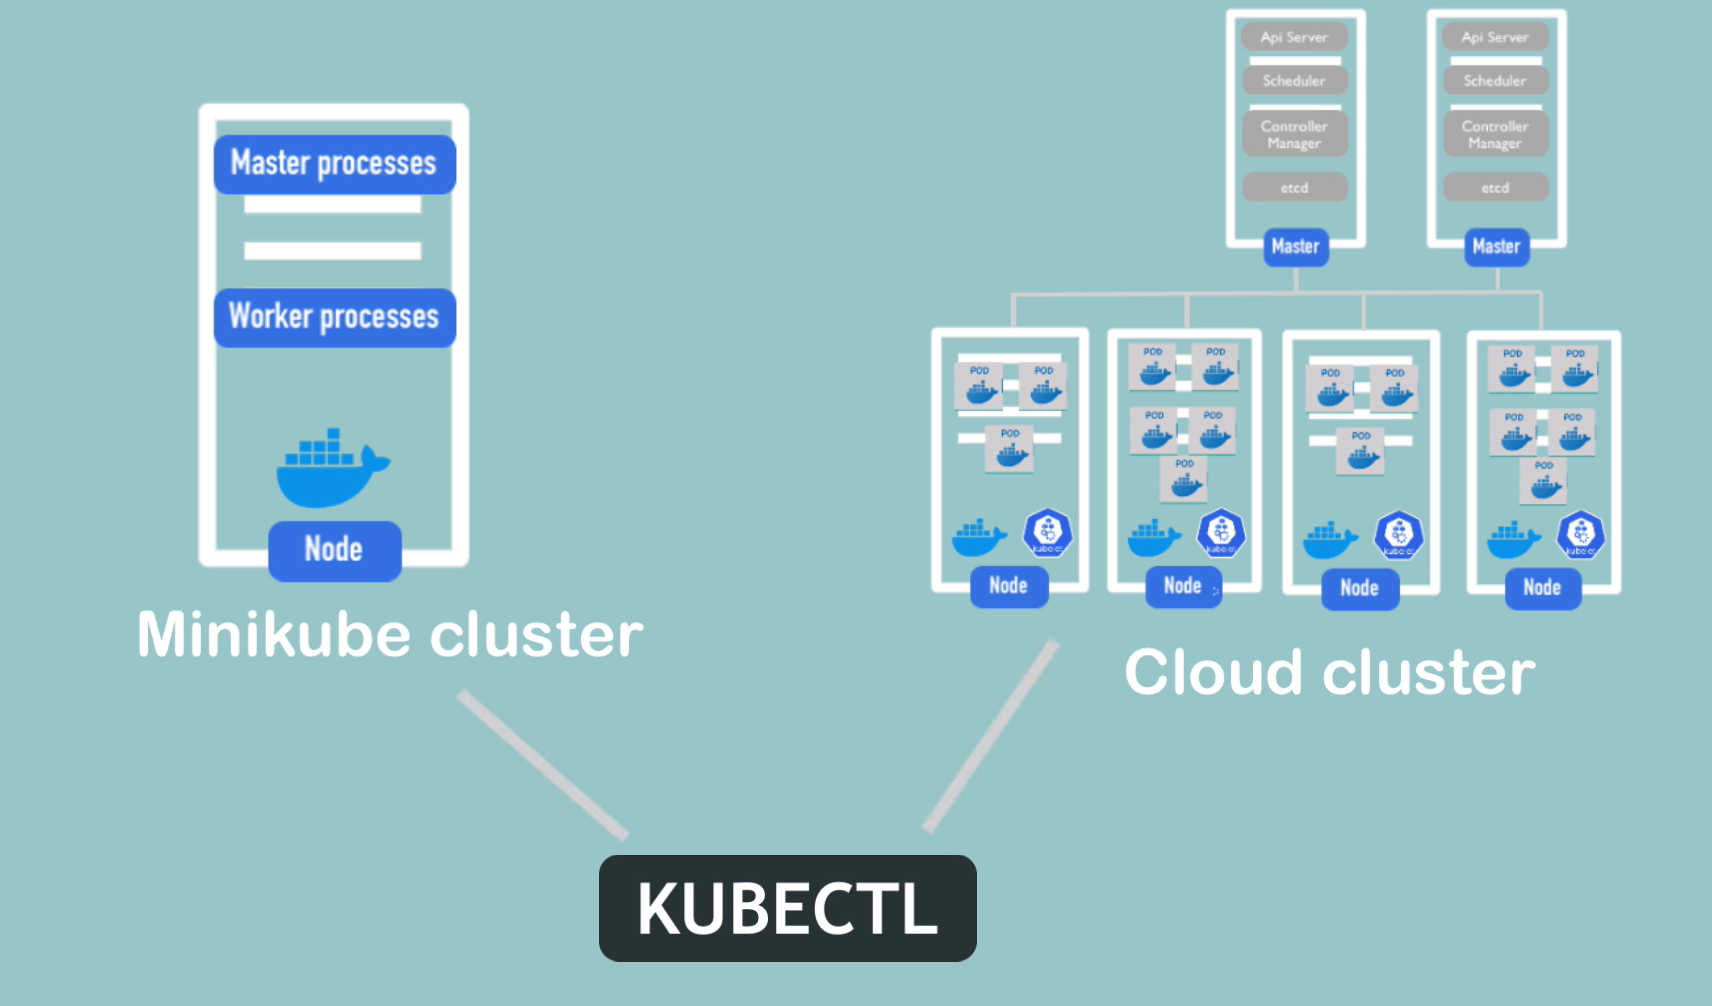 Master processes
Worker processes
Node
Minikube cluster
Api Server
Scheduler
Controller
Manager
etcd
Master
Api Server
Scheduler
Controller
Manager
etcd
Master
POD POD
POD
Node
POD POD
POD POD
POD
Node
POD POD
POD
Node
POD POD
POD POD
POD
Node
Cloud cluster
KUBECTL